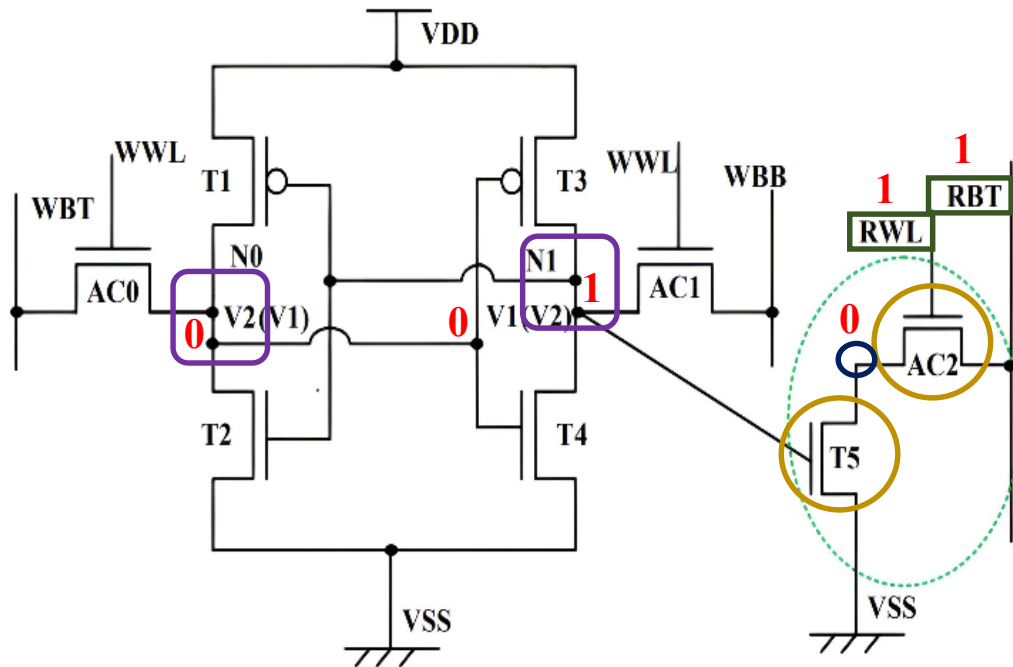 VDD
1
WWL
T1
T3
WWL
WBB
1
RBT
WBT
RWL
N0
N1
AC0
V2(V1)
0
0
V1(V2)
1
AC1
0
AC2
T2
T4
T5
VSS
VSS